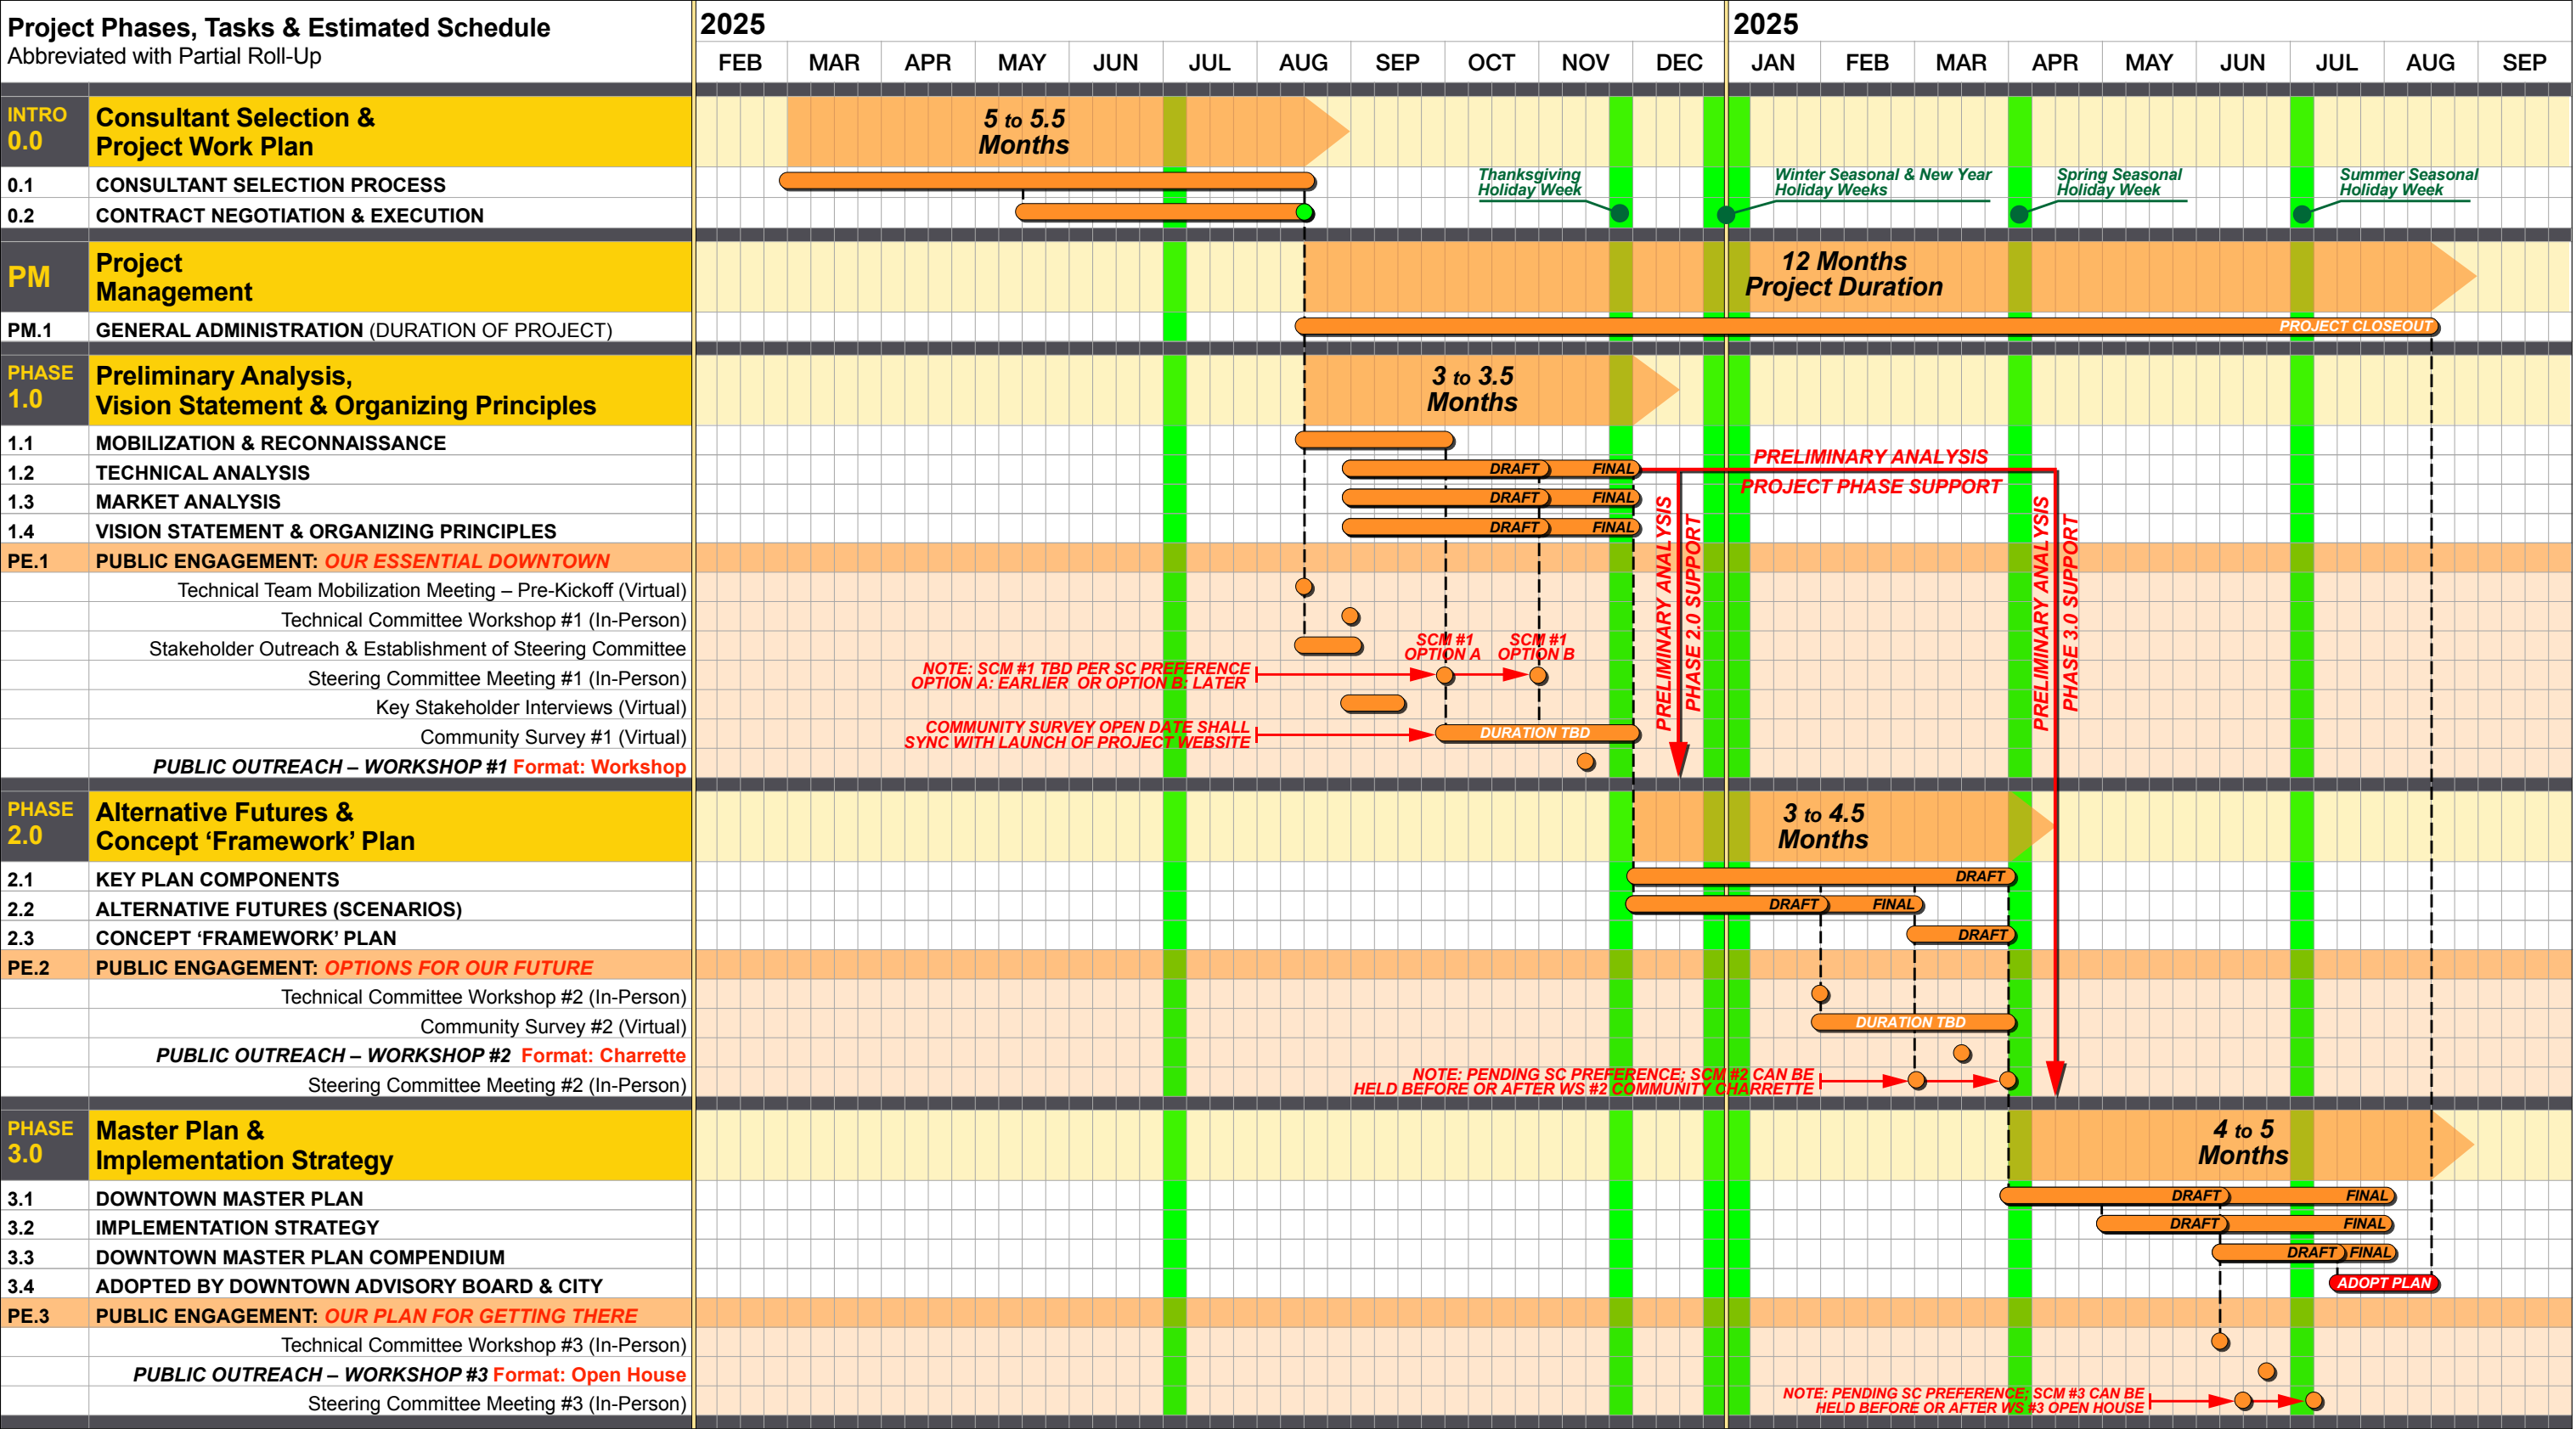 Project Phases, Tasks & Estimated Schedule
Abbreviated with Partial Roll-Up
2025
2025
FEB MAR APR MAY JUN JUL AUG SEP OCT NOV DEC JAN FEB MAR APR MAY JUN JUL AUG SEP
INTRO
0.0
Consultant Selection &
Project Work Plan
5 to 5.5
Months
0.1 CONSULTANT SELECTION PROCESS
0.2 CONTRACT NEGOTIATION & EXECUTION
Thanksgiving
Holiday Week
Winter Seasonal & New Year
Holiday Weeks
Spring Seasonal
Holiday Week
Summer Seasonal
Holiday Week
PM
Project
Management
12 Months
Project Duration
PM.1 GENERAL ADMINISTRATION (DURATION OF PROJECT)
PROJECT CLOSEOUT
PHASE
1.0
Preliminary Analysis,
Vision Statement & Organizing Principles
3 to 3.5
Months
1.1 MOBILIZATION & RECONNAISSANCE
1.2 TECHNICAL ANALYSIS
DRAFT FINAL
PRELIMINARY ANALYSIS
PROJECT PHASE SUPPORT
1.3 MARKET ANALYSIS
DRAFT FINAL
1.4 VISION STATEMENT & ORGANIZING PRINCIPLES
DRAFT FINAL
PRELIMINARY ANALYSIS
PHASE 2.0 SUPPORT
PRELIMINARY ANALYSIS
PHASE 3.0 SUPPORT
PE.1 PUBLIC ENGAGEMENT: OUR ESSENTIAL DOWNTOWN
Technical Team Mobilization Meeting – Pre-Kickoff (Virtual)
Technical Committee Workshop #1 (In-Person)
Stakeholder Outreach & Establishment of Steering Committee
SCM #1
OPTION A
SCM #1
OPTION B
Steering Committee Meeting #1 (In-Person)
NOTE: SCM #1 TBD PER SC PREFERENCE
OPTION A: EARLIER OR OPTION B: LATER
Key Stakeholder Interviews (Virtual)
Community Survey #1 (Virtual)
COMMUNITY SURVEY OPEN DATE SHALL
SYNC WITH LAUNCH OF PROJECT WEBSITE
DURATION TBD
PUBLIC OUTREACH – WORKSHOP #1 Format: Workshop
PHASE
2.0
Alternative Futures &
Concept ‘Framework’ Plan
3 to 4.5
Months
2.1 KEY PLAN COMPONENTS
DRAFT
2.2 ALTERNATIVE FUTURES (SCENARIOS)
DRAFT FINAL
2.3 CONCEPT ‘FRAMEWORK’ PLAN
DRAFT
PE.2 PUBLIC ENGAGEMENT: OPTIONS FOR OUR FUTURE
Technical Committee Workshop #2 (In-Person)
Community Survey #2 (Virtual)
DURATION TBD
PUBLIC OUTREACH – WORKSHOP #2 Format: Charrette
Steering Committee Meeting #2 (In-Person)
NOTE: PENDING SC PREFERENCE; SCM #2 CAN BE
HELD BEFORE OR AFTER WS #2 COMMUNITY CHARRETTE
PHASE
3.0
Master Plan &
Implementation Strategy
4 to 5
Months
3.1 DOWNTOWN MASTER PLAN
DRAFT FINAL
3.2 IMPLEMENTATION STRATEGY
DRAFT FINAL
3.3 DOWNTOWN MASTER PLAN COMPENDIUM
DRAFT FINAL
3.4 ADOPTED BY DOWNTOWN ADVISORY BOARD & CITY
ADOPT PLAN
PE.3 PUBLIC ENGAGEMENT: OUR PLAN FOR GETTING THERE
Technical Committee Workshop #3 (In-Person)
PUBLIC OUTREACH – WORKSHOP #3 Format: Open House
Steering Committee Meeting #3 (In-Person)
NOTE: PENDING SC PREFERENCE; SCM #3 CAN BE
HELD BEFORE OR AFTER WS #3 OPEN HOUSE